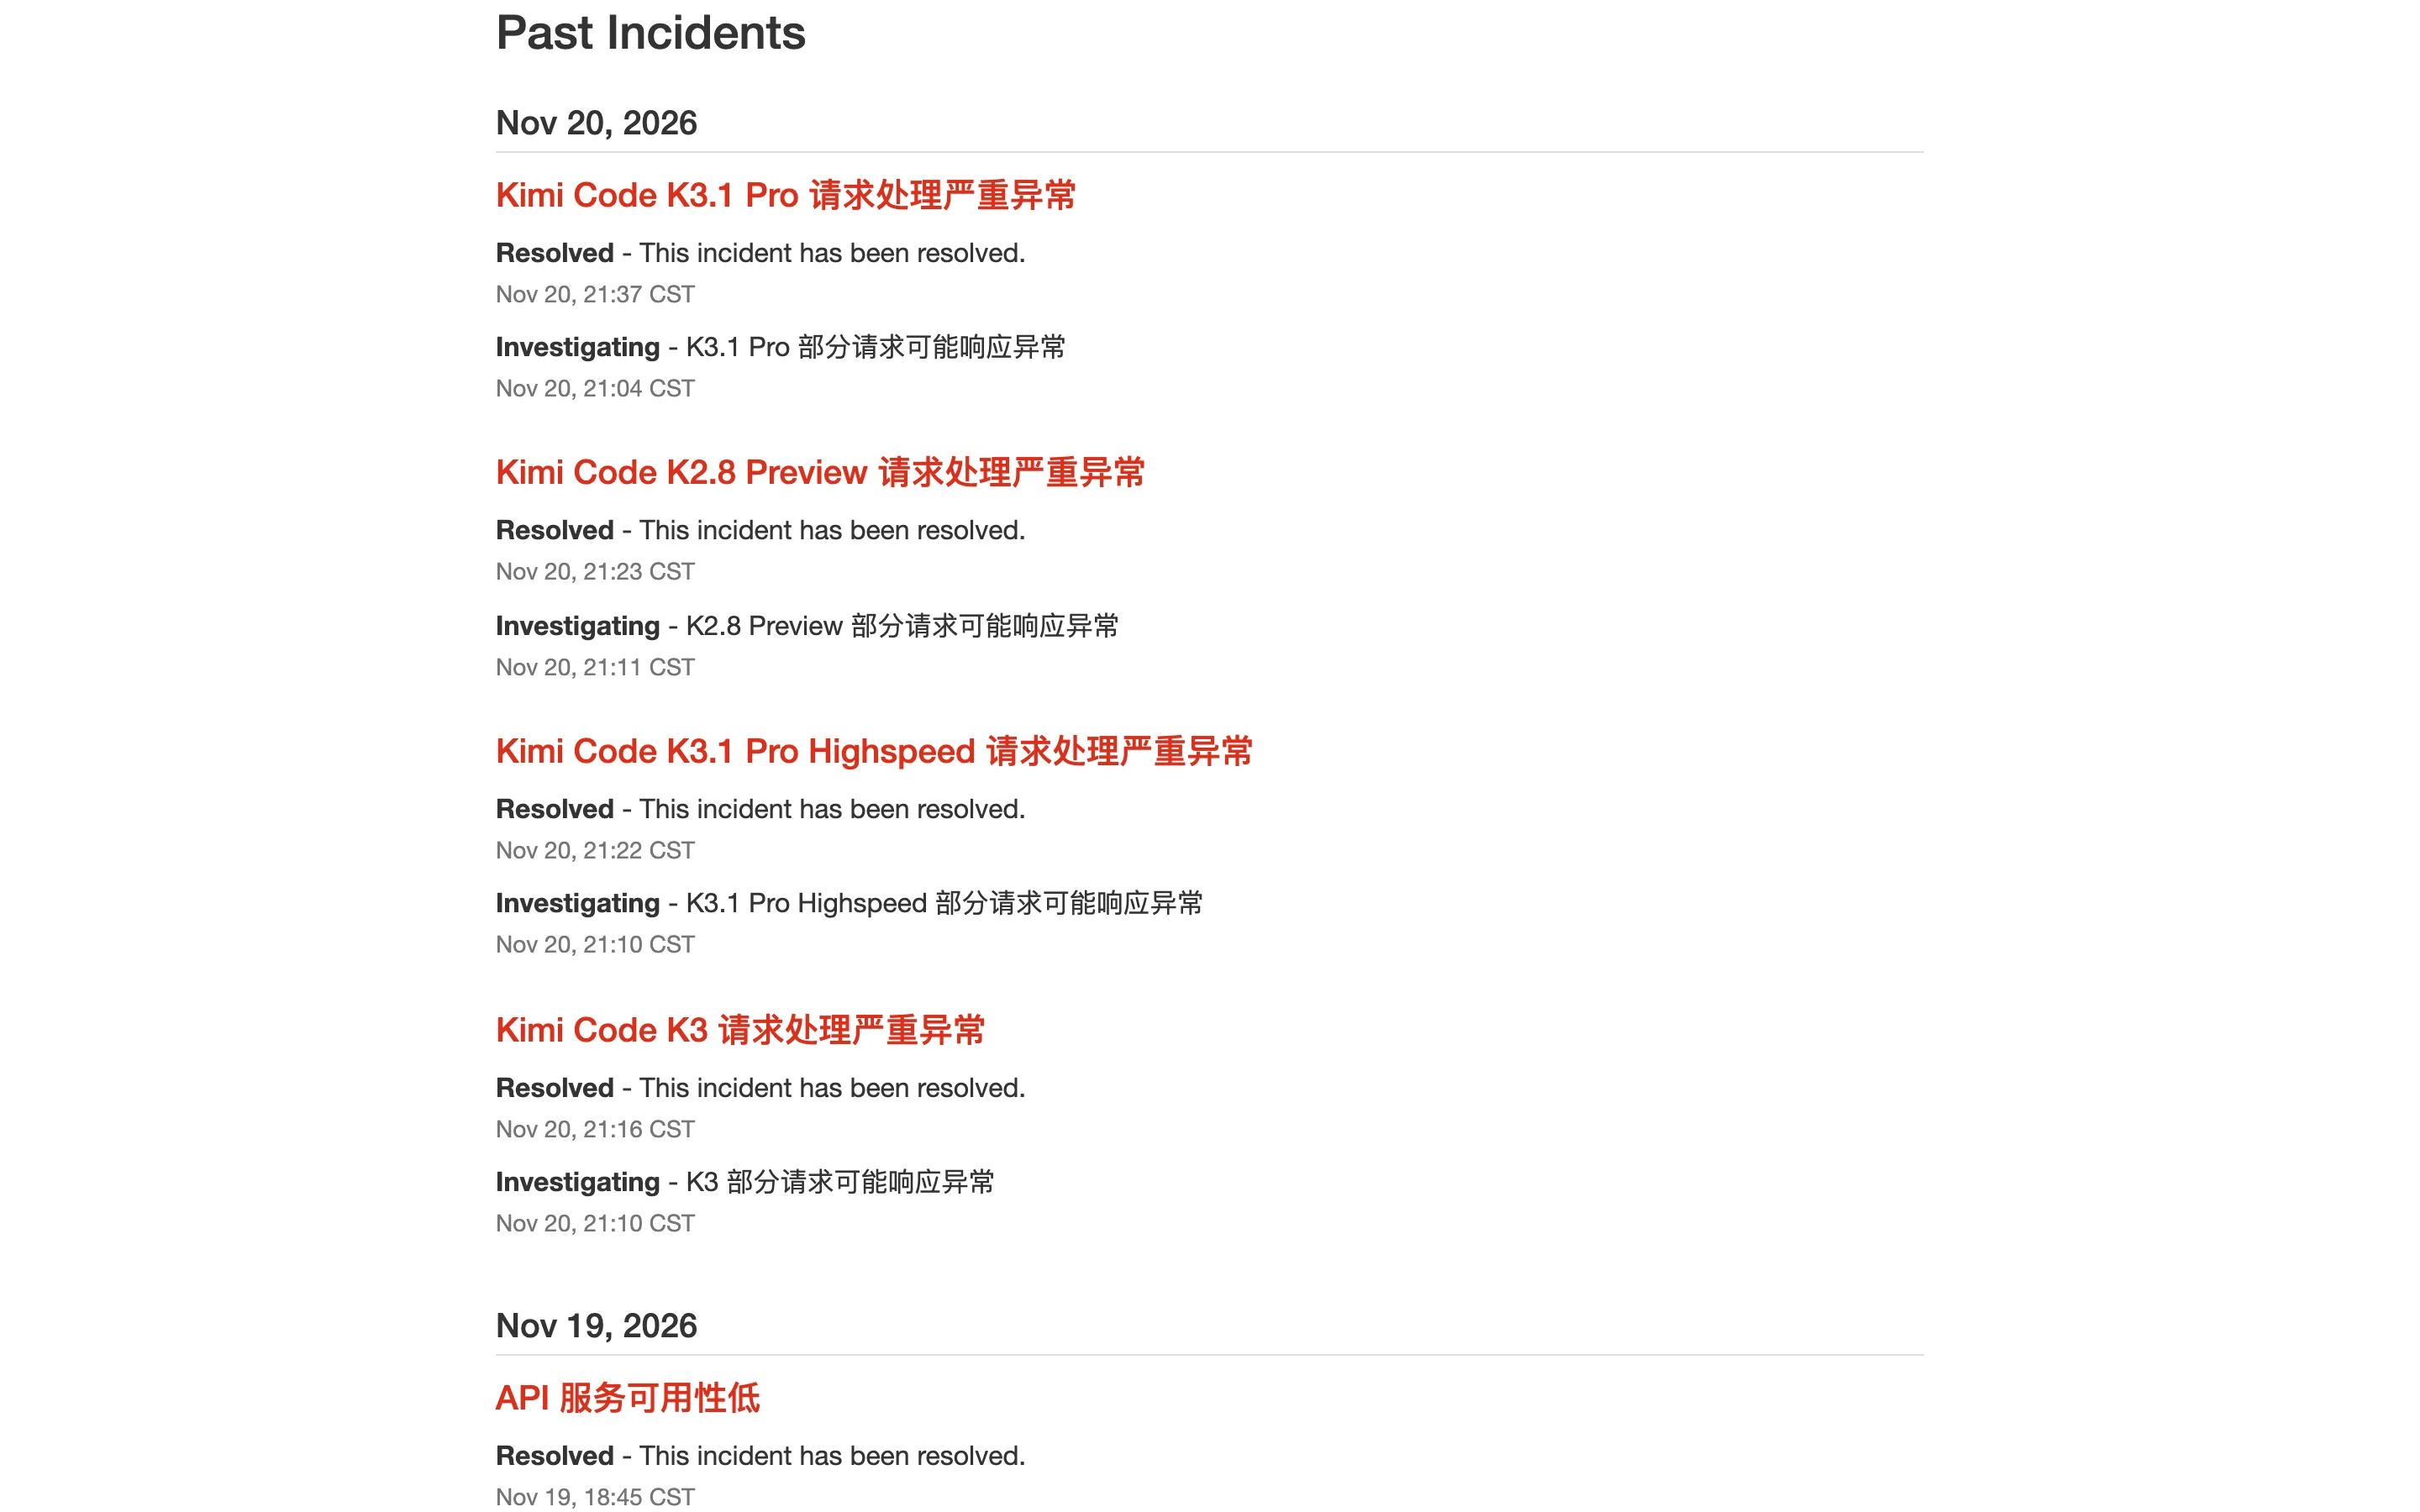 Past Incidents
Nov 20, 2026
Kimi Code K3.1 Pro 请求处理严重异常
Resolved - This incident has been resolved.
Nov 20, 21:37 CST
Investigating - K3.1 Pro 部分请求可能响应异常
Nov 20, 21:04 CST
Kimi Code K2.8 Preview 请求处理严重异常
Resolved - This incident has been resolved.
Nov 20, 21:23 CST
Investigating - K2.8 Preview 部分请求可能响应异常
Nov 20, 21:11 CST
Kimi Code K3.1 Pro Highspeed 请求处理严重异常
Resolved - This incident has been resolved.
Nov 20, 21:22 CST
Investigating - K3.1 Pro Highspeed 部分请求可能响应异常
Nov 20, 21:10 CST
Kimi Code K3 请求处理严重异常
Resolved - This incident has been resolved.
Nov 20, 21:16 CST
Investigating - K3 部分请求可能响应异常
Nov 20, 21:10 CST
Nov 19, 2026
API 服务可用性低
Resolved - This incident has been resolved.
Nov 19, 18:45 CST